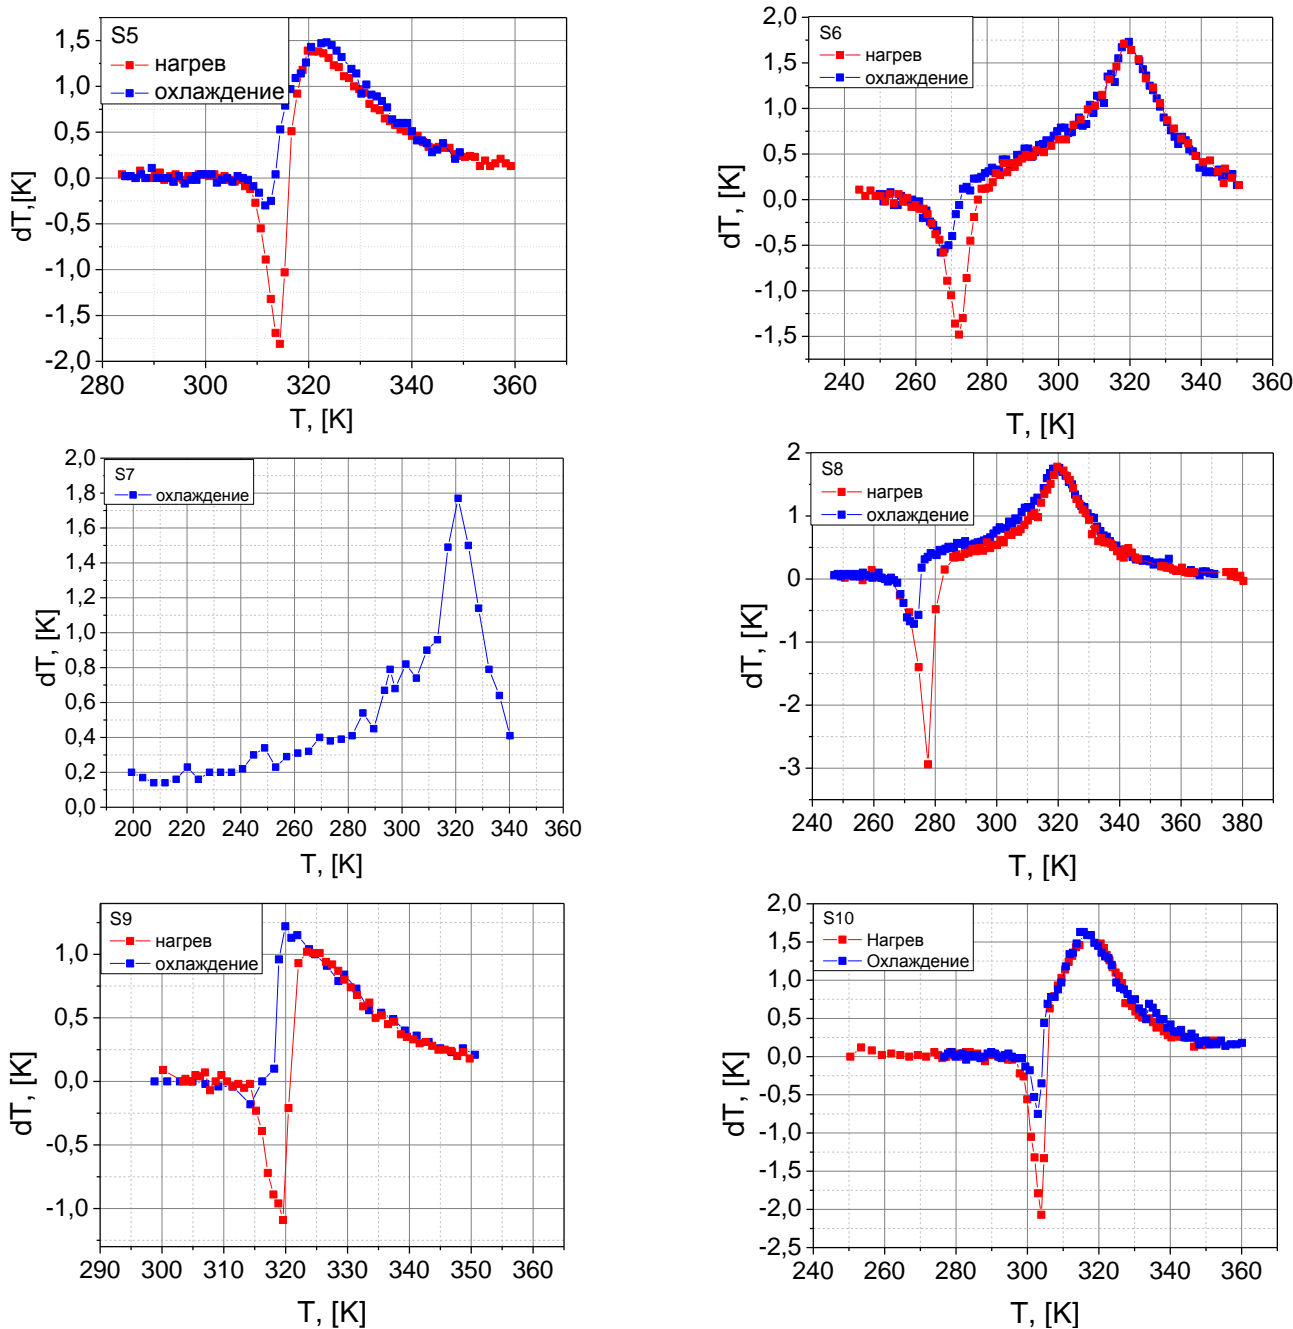 S5
нагрев
охлаждение
1,5
1,0
0,5
0,0
-0,5
-1,0
-1,5
-2,0
dT,[K]
280 300 320 340 360
T, [K]
S6
нагрев
охлаждение
2,0
1,5
1,0
0,5
0,0
-0,5
-1,0
-1,5
dT, [K]
240 260 280 300 320 340 360
T, [K]
S7
охлаждение
2,0
1,8
1,6
1,4
1,2
1,0
0,8
0,6
0,4
0,2
0,0
dT, [K]
200 220 240 260 280 300 320 340 360
T, [K]
S8
нагрев
охлаждение
2
1
0
-1
-2
-3
dT, [K]
240 260 280 300 320 340 360 380
T, [K]
S9
нагрев
охлаждение
1,0
0,5
0,0
-0,5
-1,0
dT, [K]
290 300 310 320 330 340 350 360
T, [K]
S10
Нагрев
Охлаждение
2,0
1,5
1,0
0,5
0,0
-0,5
-1,0
-1,5
-2,0
-2,5
dT, [K]
240 260 280 300 320 340 360
T, [K]